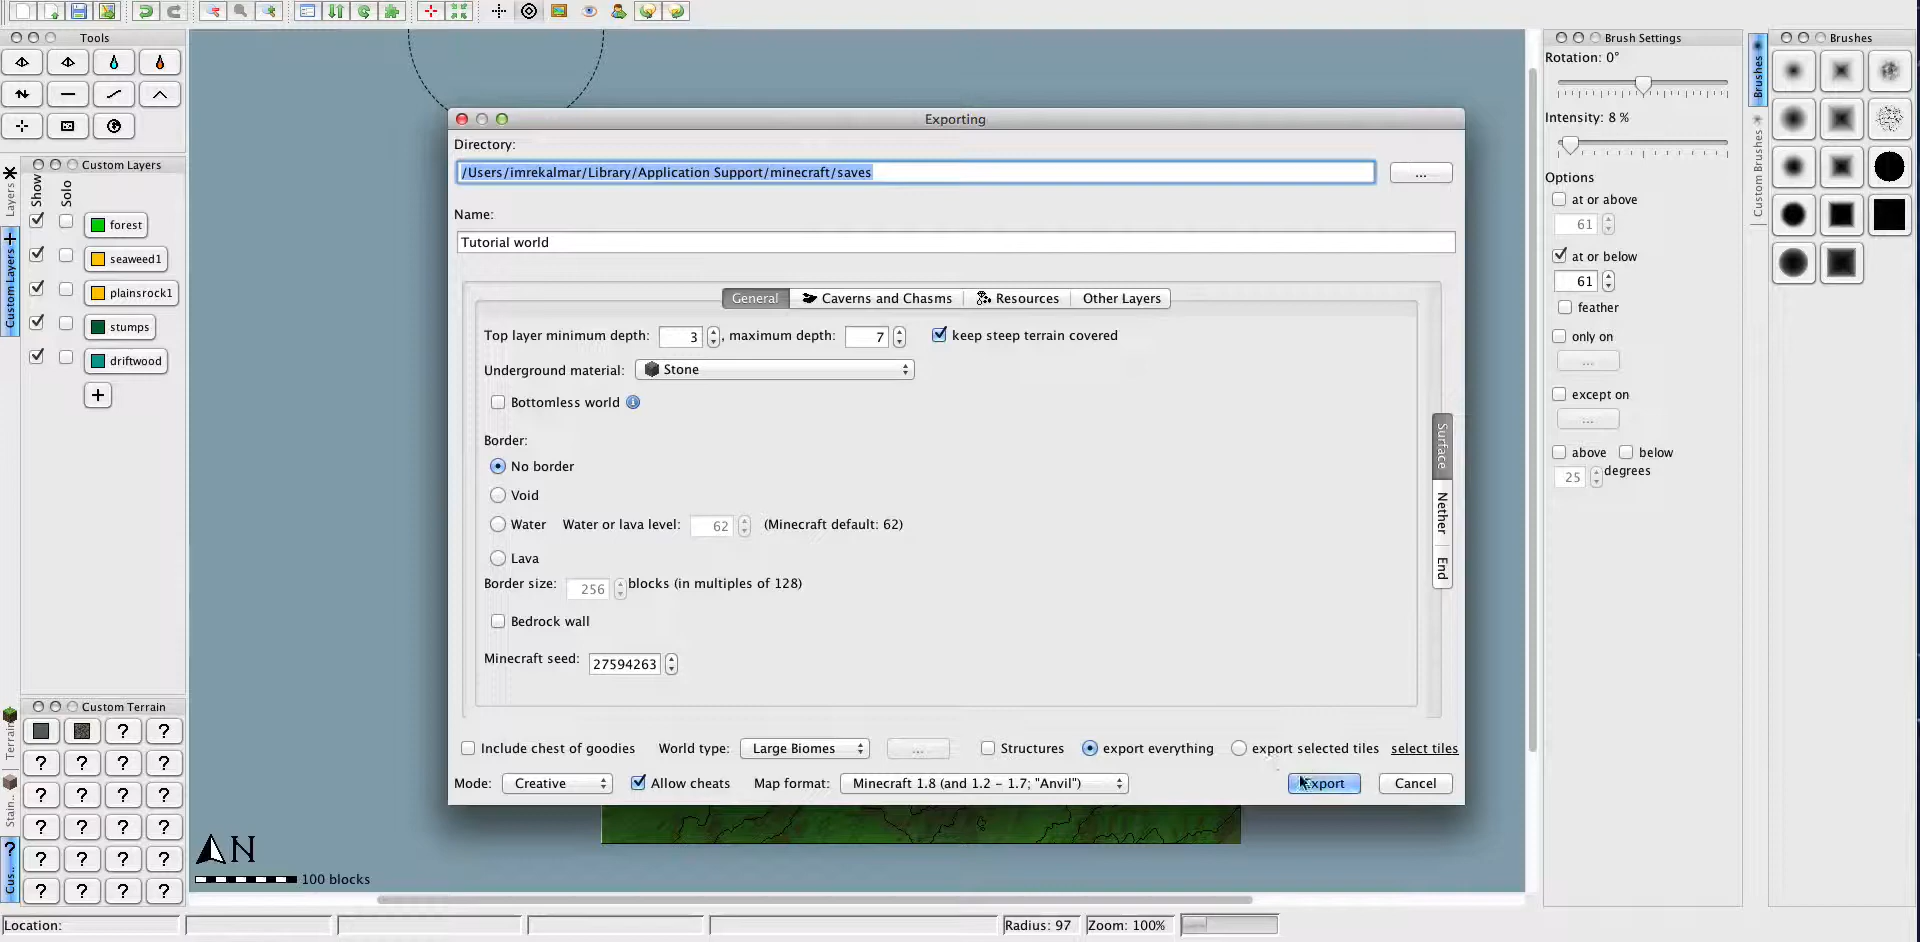 Tools
Custom Layers
Layers
Custom Layers
Show
Solo
forest
seaweed1
plainsrock1
stumps
driftwood
+
Custom Terrain
Terrain
Stain...
Cus...
? ?
? ? ? ?
? ? ? ?
? ? ? ?
? ? ? ?
? ? ? ?
N
100 blocks
Exporting
Directory:
/Users/imrekalmar/Library/Application Support/minecraft/saves
...
Name:
Tutorial world
General Caverns and Chasms Resources Other Layers
Top layer minimum depth: 3 , maximum depth: 7 keep steep terrain covered
Underground material: Stone
Bottomless world
Border:
No border
Void
Water Water or lava level: 62 (Minecraft default: 62)
Lava
Border size: 256 blocks (in multiples of 128)
Bedrock wall
Minecraft seed: 27594263
Surface
Nether
End
Include chest of goodies World type: Large Biomes ... Structures export everything export selected tiles select tiles
Mode: Creative Allow cheats Map format: Minecraft 1.8 (and 1.2 - 1.7; "Anvil") Export Cancel
Brush Settings
Rotation: 0°
Intensity: 8 %
Options
at or above
61
at or below
61
feather
only on
...
except on
...
above below
25 degrees
Brushes
Custom Brushes
Brushes
Location:
Radius: 97
Zoom: 100%